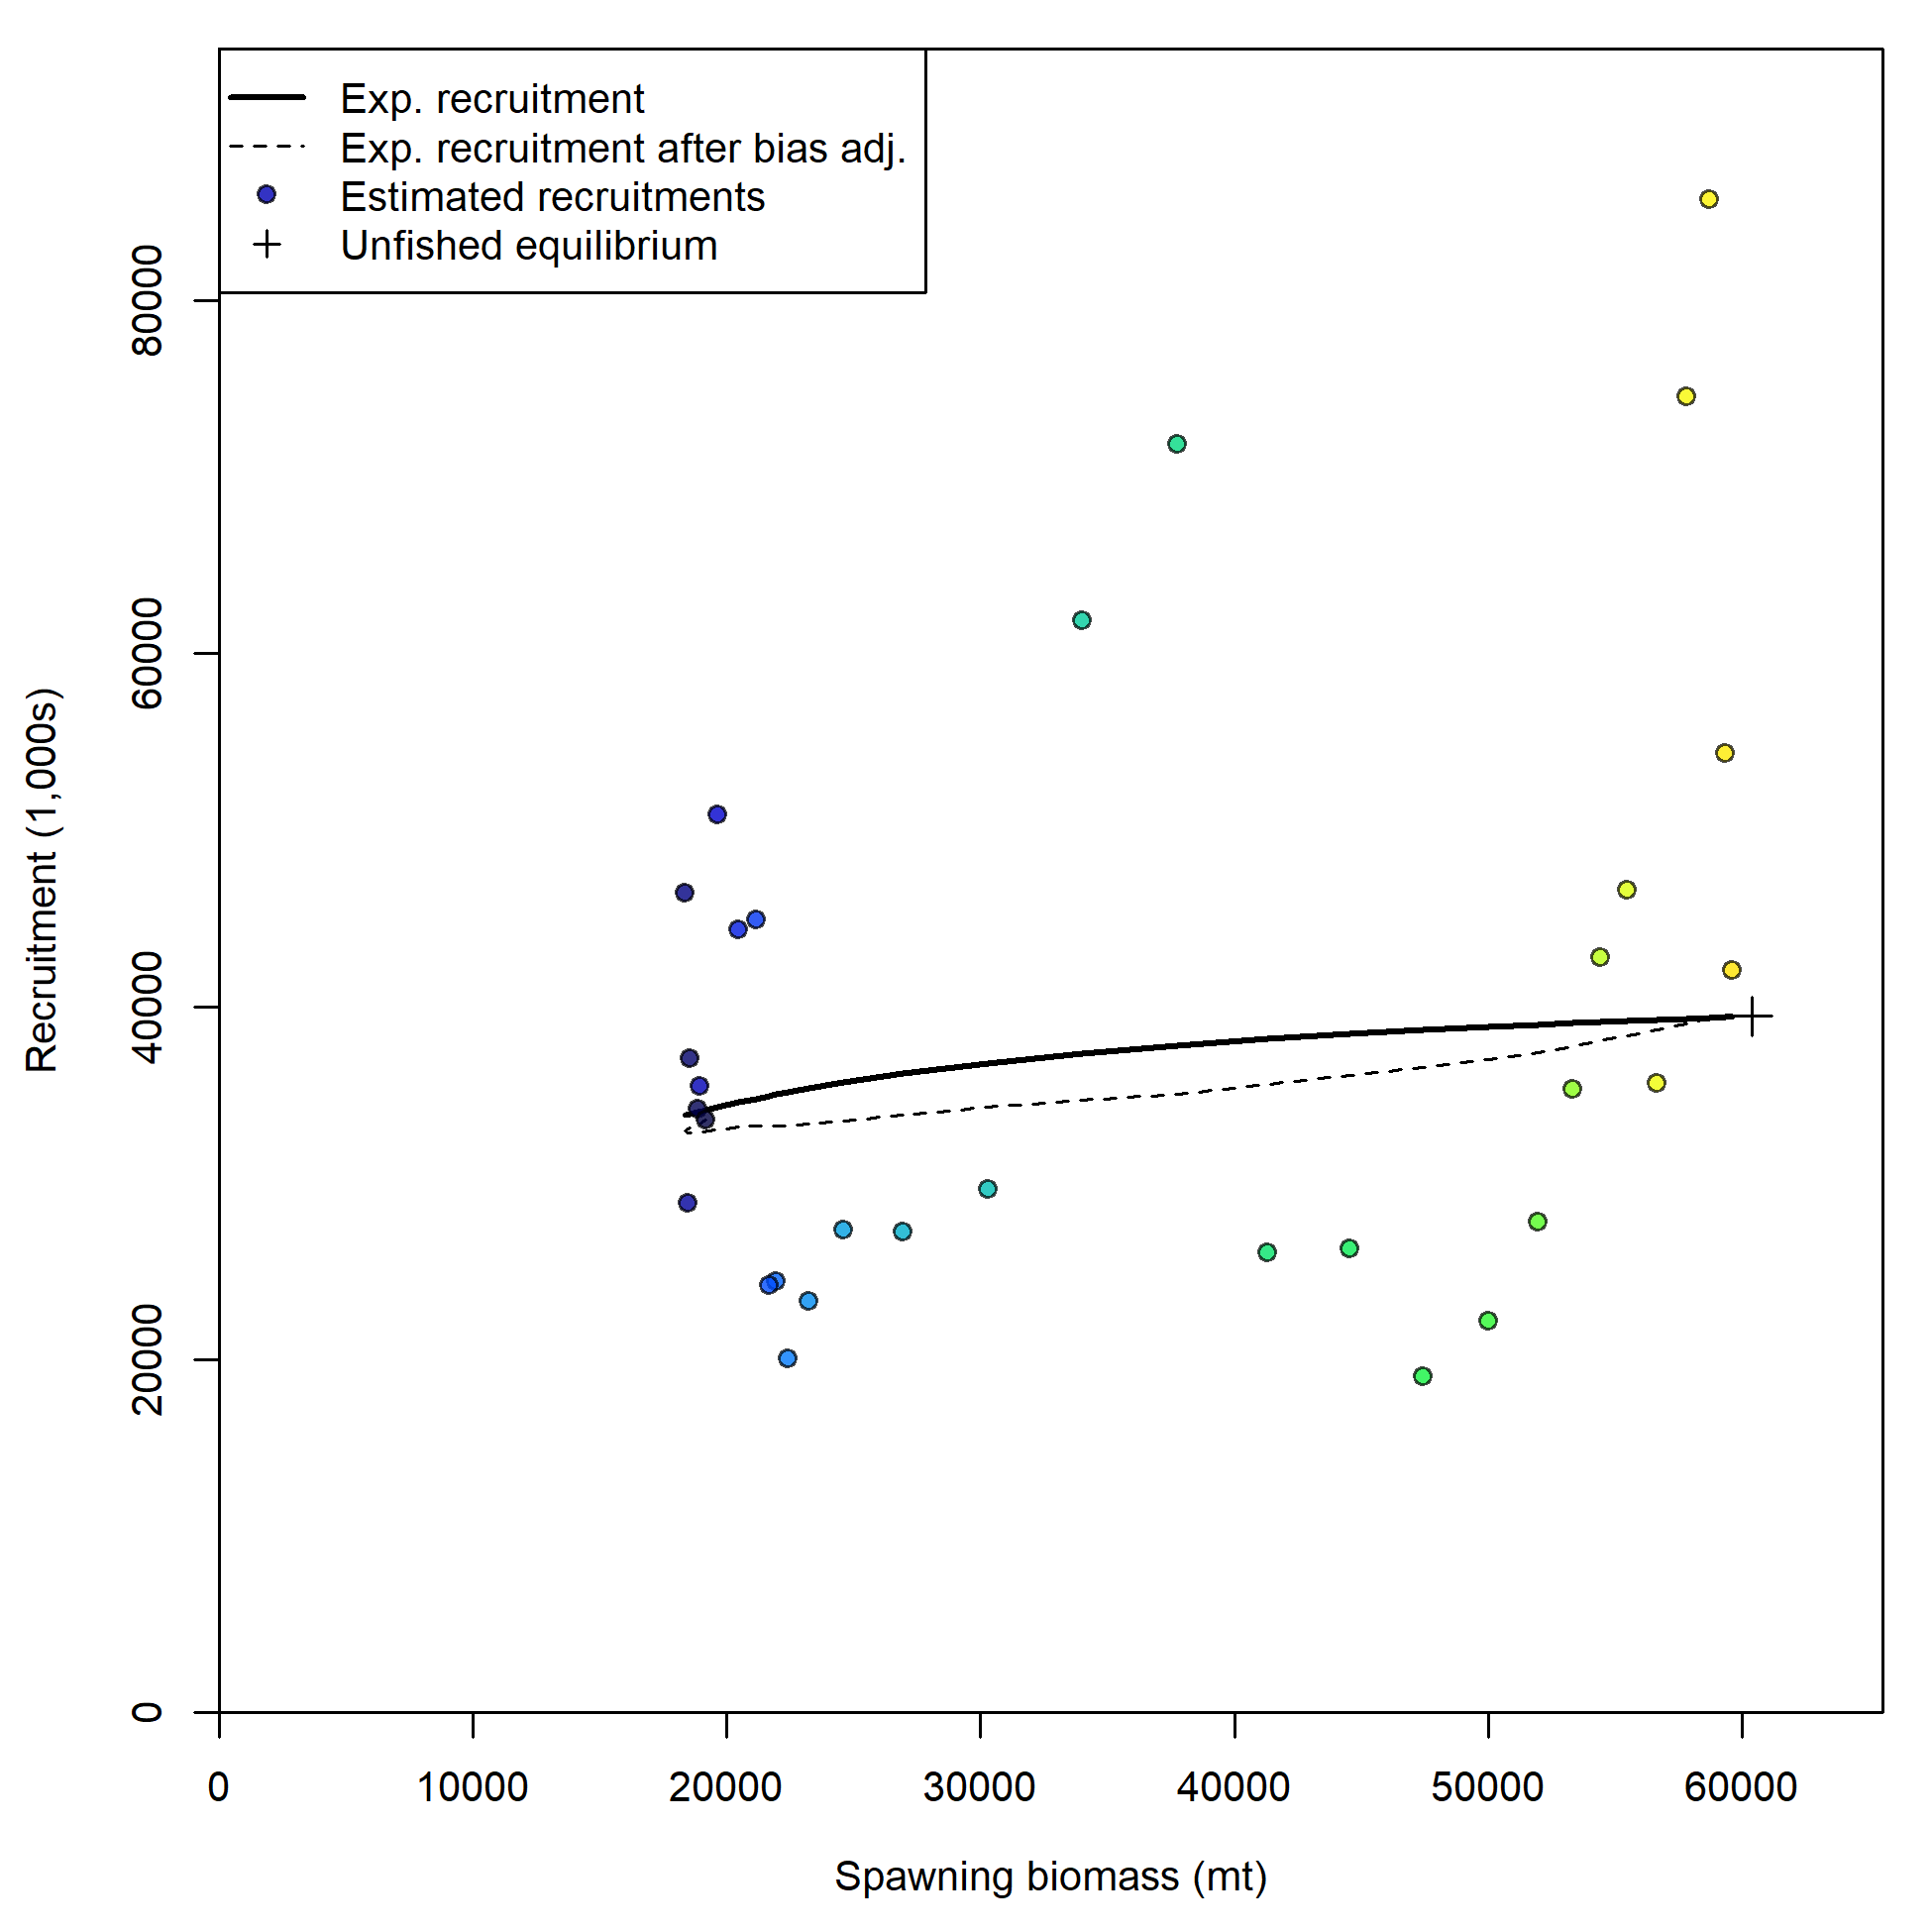 Exp. recruitment
Exp. recruitment after bias adj.
Estimated recruitments
Unfished equilibrium
Recruitment (1,000s)
80000
60000
40000
20000
0
0 10000 20000 30000 40000 50000 60000
Spawning biomass (mt)